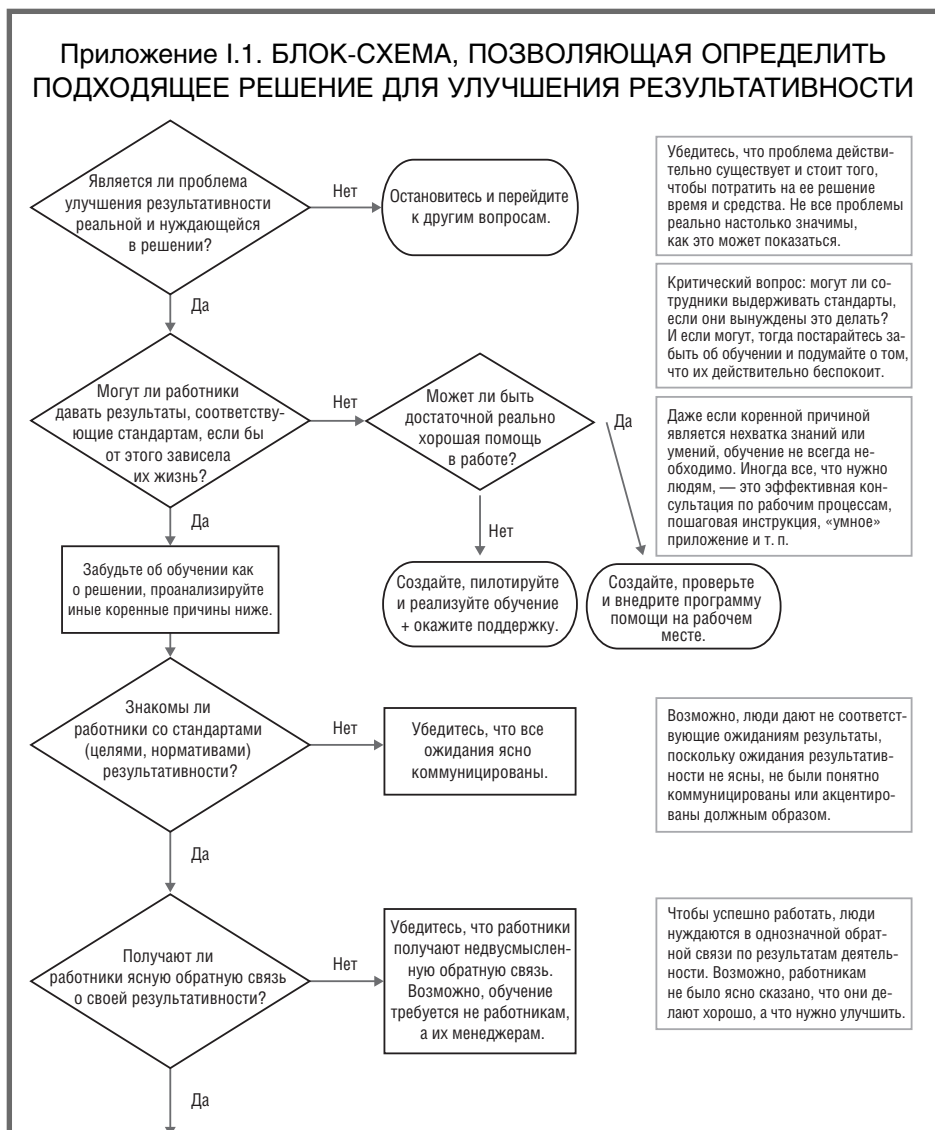 Приложение I.1. БЛОК-СХЕМА, ПОЗВОЛЯЮЩАЯ ОПРЕДЕЛИТЬ
ПОДХОДЯЩЕЕ РЕШЕНИЕ ДЛЯ УЛУЧШЕНИЯ РЕЗУЛЬТАТИВНОСТИ
Является ли проблема
улучшения результативности
реальной и нуждающейся
в решении?
Нет
Остановитесь и перейдите
к другим вопросам.
Убедитесь, что проблема действи-
тельно существует и стоит того,
чтобы потратить на ее решение
время и средства. Не все проблемы
реально настолько значимы,
как это может показаться.
Да
Критический вопрос: могут ли со-
трудники выдерживать стандарты,
если они вынуждены это делать?
И если могут, тогда постарайтесь за-
быть об обучении и подумайте о том,
что их действительно беспокоит.
Могут ли работники
давать результаты, соответству-
ющие стандартам, если бы
от этого зависела
их жизнь?
Нет
Может ли быть
достаточной реально
хорошая помощь
в работе?
Да
Даже если коренной причиной
является нехватка знаний или
умений, обучение не всегда не-
обходимо. Иногда все, что нужно
людям, — это эффективная кон-
сультация по рабочим процессам,
пошаговая инструкция, «умное»
приложение и т. п.
Да
Нет
Забудьте об обучении как
о решении, проанализируйте
иные коренные причины ниже.
Создайте, пилотируйте
и реализуйте обучение
+ окажите поддержку.
Создайте, проверьте
и внедрите программу
помощи на рабочем
месте.
Знакомы ли
работники со стандартами
(целями, нормативами)
результативности?
Нет
Убедитесь, что все
ожидания ясно
коммуницированы.
Возможно, люди дают не соответст-
вующие ожиданиям результаты,
поскольку ожидания результатив-
ности не ясны, не были понятно
коммуницированы или акцентиро-
ваны должным образом.
Да
Получают ли
работники ясную обратную связь
о своей результативности?
Нет
Убедитесь, что работники
получают недвусмыслен-
ную обратную связь.
Возможно, обучение
требуется не работникам,
а их менеджерам.
Чтобы успешно работать, люди
нуждаются в однозначной обрат-
ной связи по результатам деятель-
ности. Возможно, работникам
не было ясно сказано, что они де-
лают хорошо, а что нужно улучшить.
Да